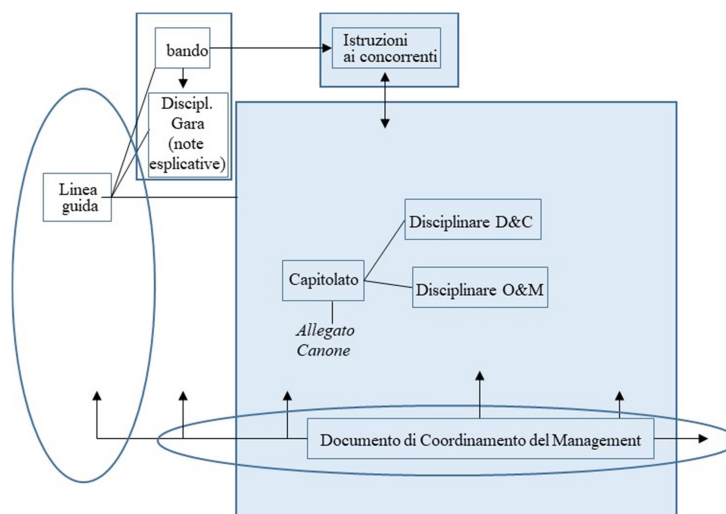 bando
Istruzioni
ai concorrenti
Discipl.
Gara
(note
esplicative)
Linea
guida
Disciplinare D&C
Capitolato
Disciplinare O&M
Allegato
Canone
Documento di Coordinamento del Management